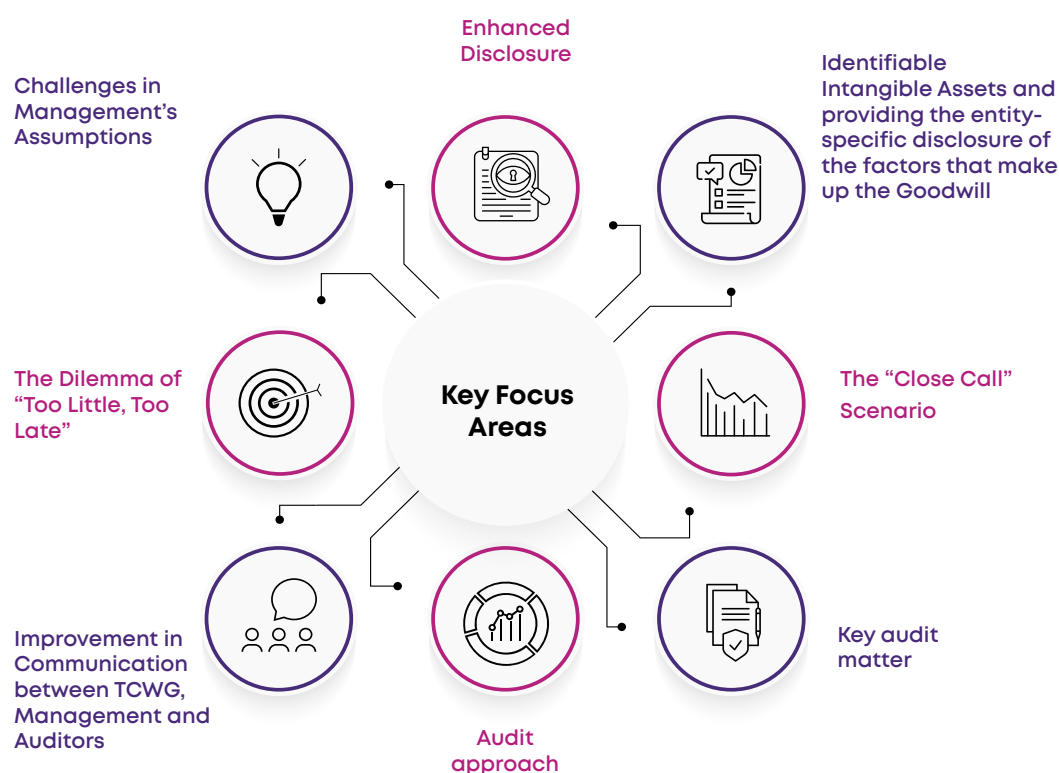 Enhanced
Disclosure
Challenges in
Management's
Assumptions
Identifiable
Intangible Assets and
providing the entity-
specific disclosure of
the factors that make
up the Goodwill
The Dilemma of
“Too Little, Too
Late”
Key Focus
Areas
The “Close Call”
Scenario
Improvement in
Communication
between TCWG,
Management and
Auditors
Audit
approach
Key audit
matter